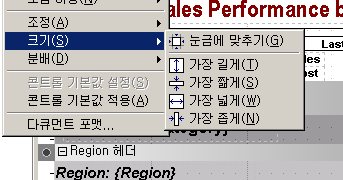 ales Performance b
조정(A)
크기(S)
분배(D)
콘트롤 기본값 설정(S)
콘트롤 기본값 적용(A)
다큐먼트 포맷...
눈금에 맞추기(G)
가장 길게(T)
가장 짧게(S)
가장 넓게(W)
가장 좁게(N)
Last
les
ost
Region 헤더
Region: {Region}